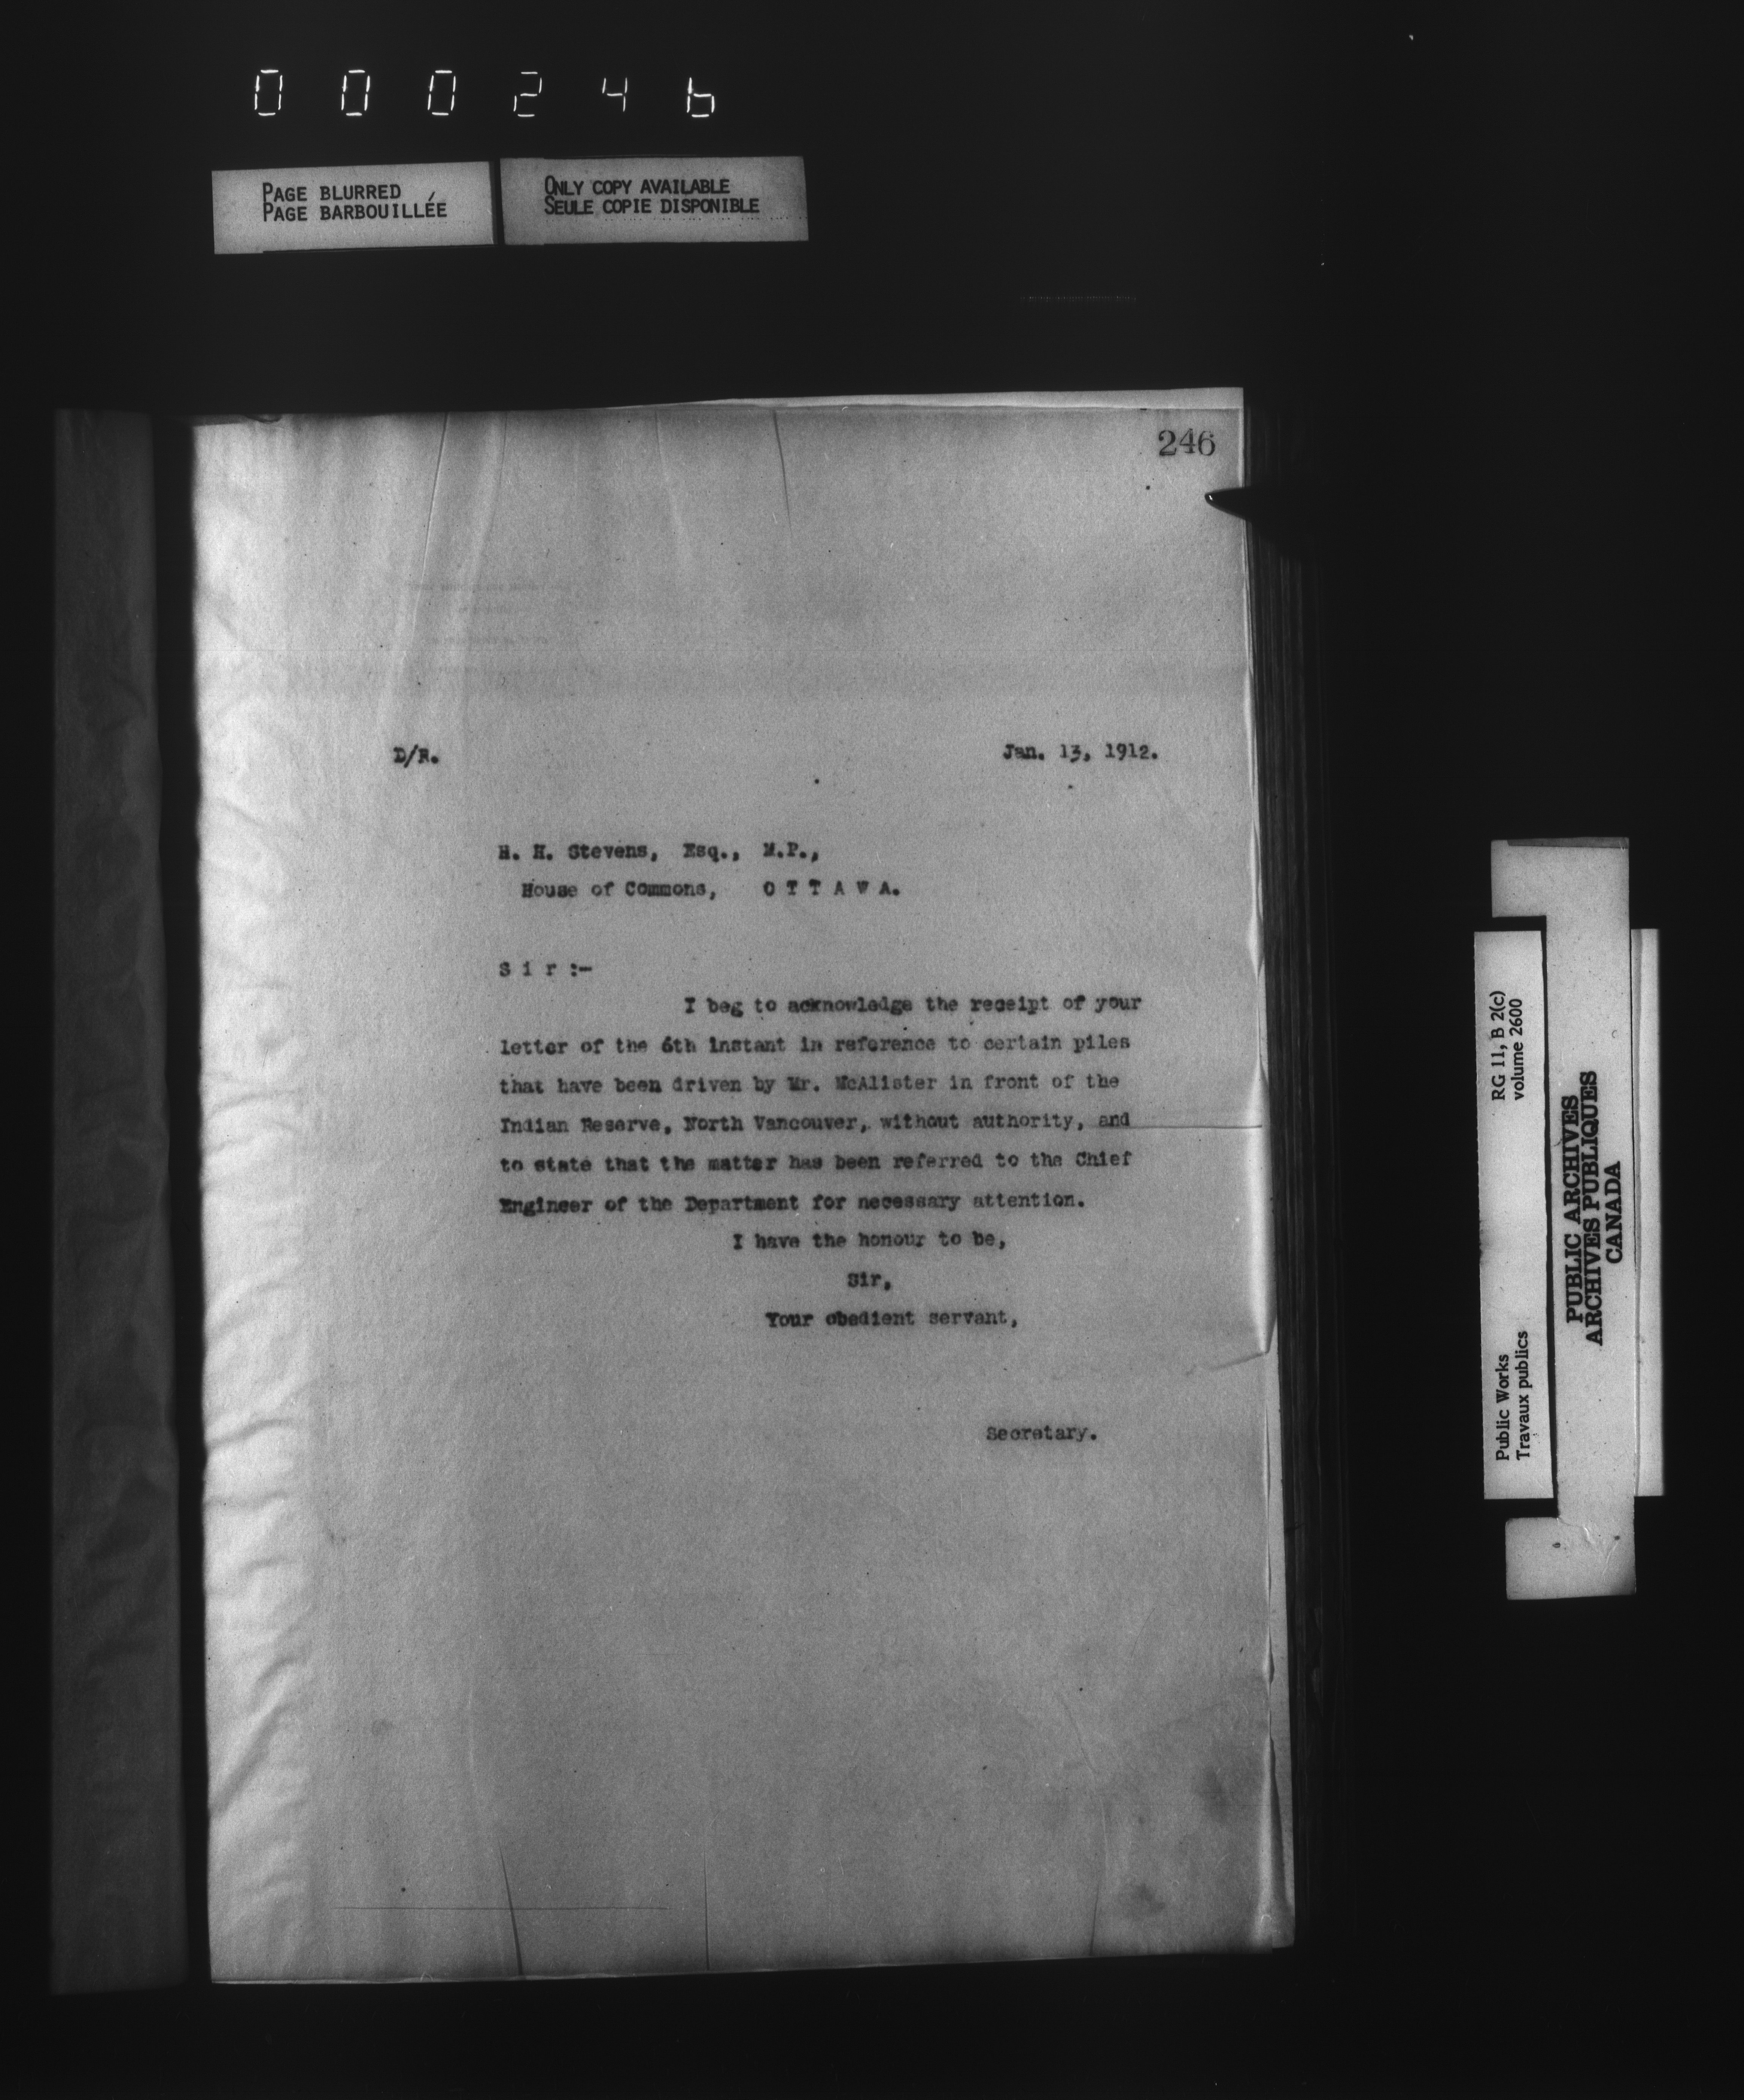 000246
PAGE BLURRED
PAGE BARBOUILLÉE
ONLY COPY AVAILABLE
SEULE COPIE DISPONIBLE
246
D/R.
Jan. 13, 1912.
H. H. Stevens, Esq., M.P.,
House of Commons, O T T A W A.
S i r :-
I beg to acknowledge the receipt of your
letter of the 6th instant in reference to certain piles
that have been driven by Mr. McAlister in front of the
Indian Reserve, North Vancouver, without authority, and
to state that the matter has been referred to the Chief
Engineer of the Department for necessary attention.
I have the honour to be,
Sir,
Your obedient servant,
Secretary.
Public Works
Travaux publics
RG 11, B 2(c)
volume 2600
PUBLIC ARCHIVES
ARCHIVES PUBLIQUES
CANADA